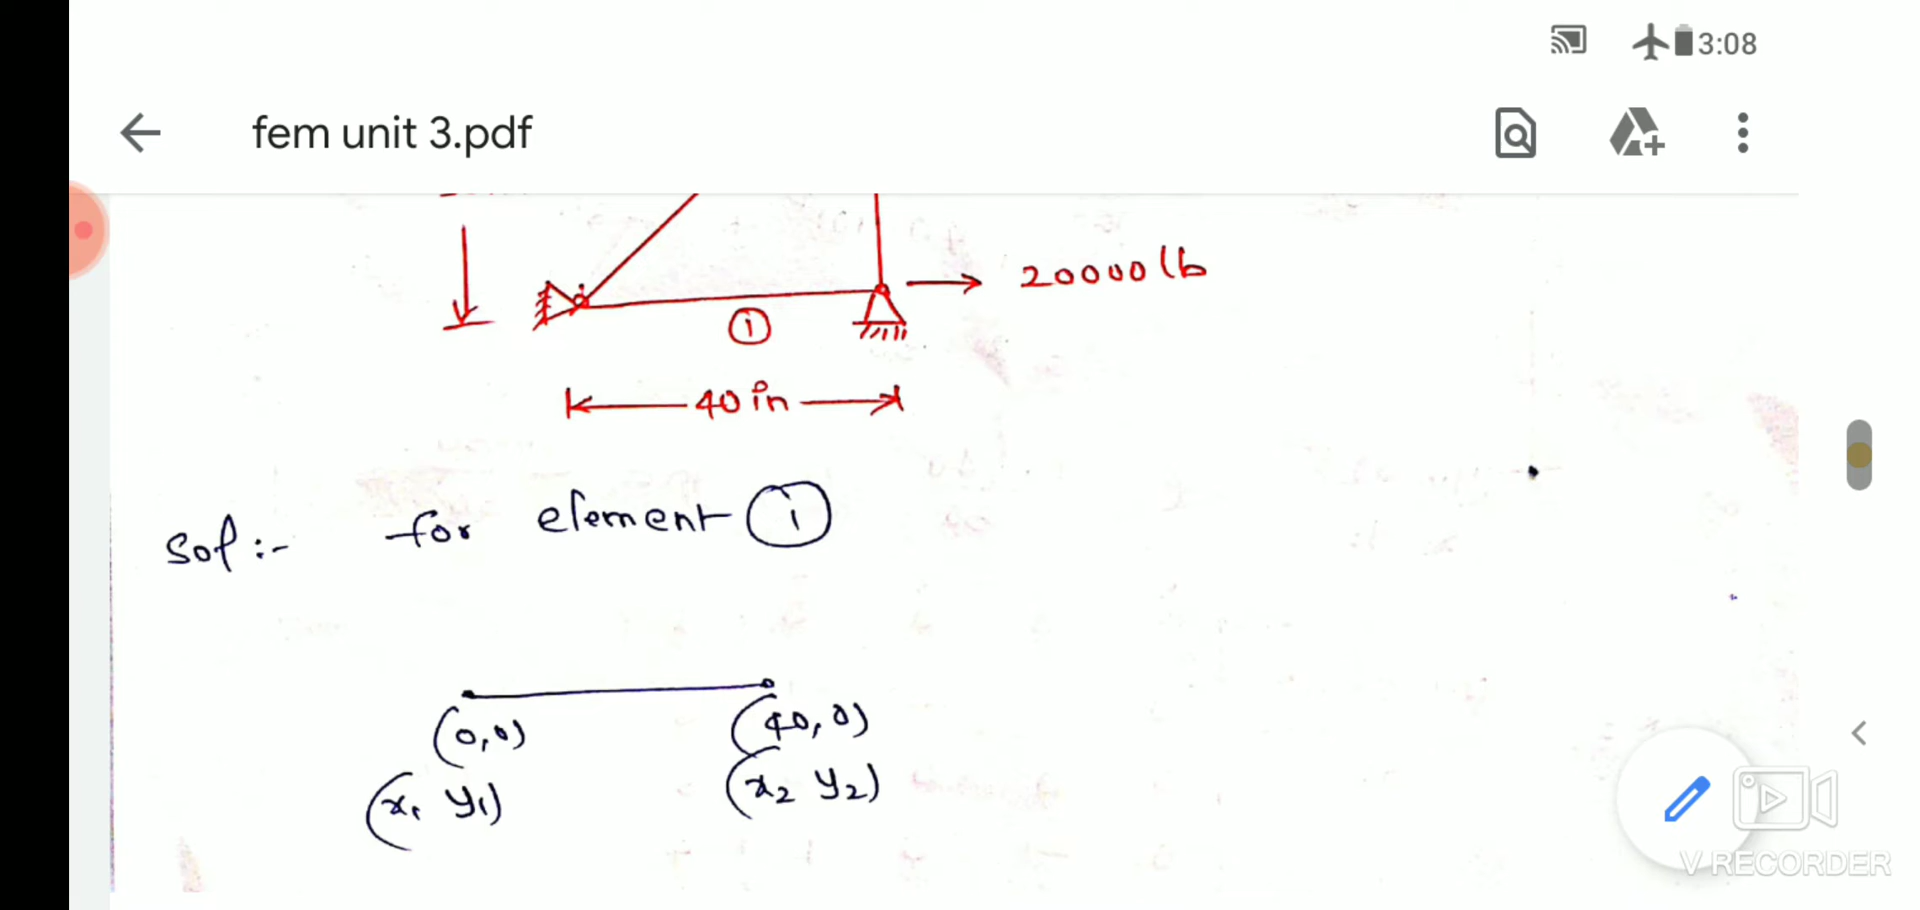 3:08
fem unit 3.pdf
20000 lb
1
40 in
Sol :- for element 1
(0,0) (40,0)
(x1 y1) (x2 y2)
V RECORDER